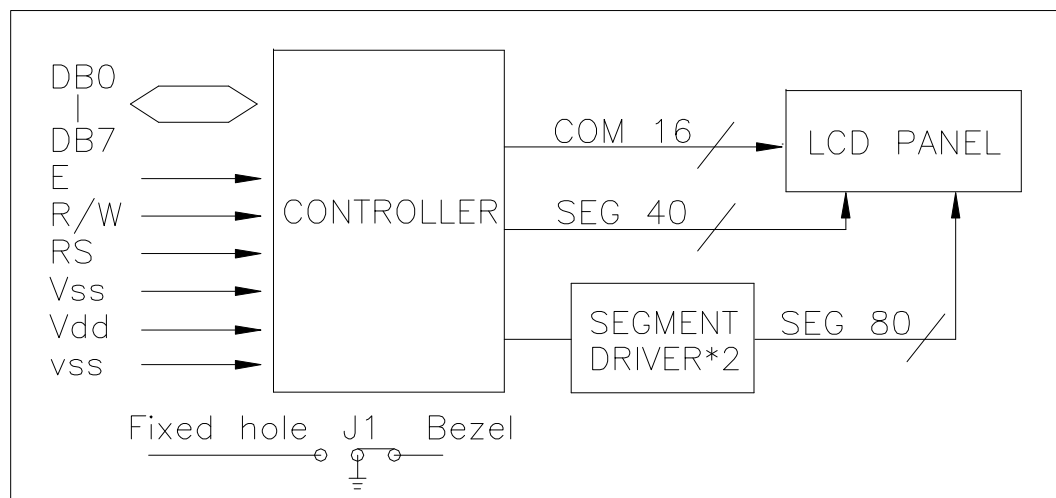 DB0
DB7
E
R/W
RS
Vss
Vdd
vss
CONTROLLER
COM 16
SEG 40
SEGMENT
DRIVER*2
SEG 80
LCD PANEL
Fixed hole J1 Bezel